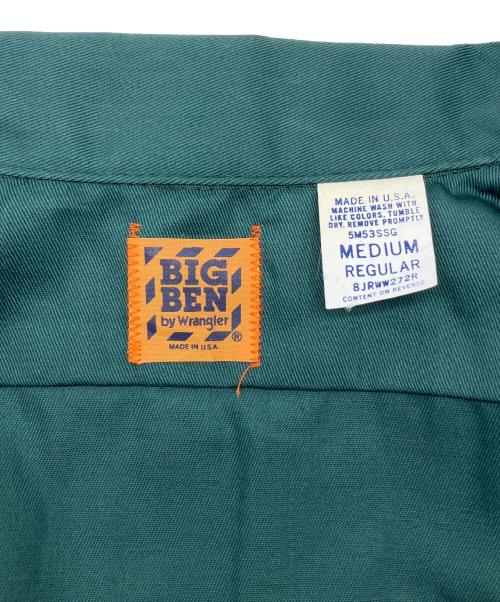 BIG
BEN
by Wrangler
®
MADE IN U.S.A.
MADE IN U.S.A.
MACHINE WASH WITH
LIKE COLORS, TUMBLE
DRY. REMOVE PROMPTLY
5M53SSG
MEDIUM
REGULAR
8JRWW272R
CONTENT ON REVERSE